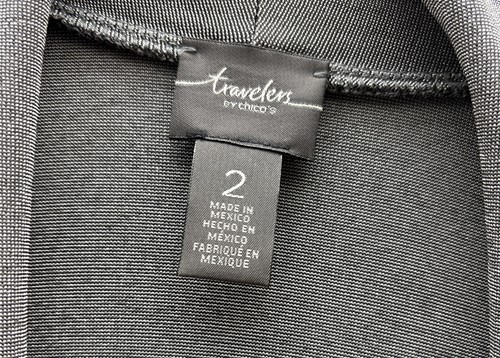 travelers
BY CHICO'S
2
MADE IN
MEXICO
HECHO EN
MÉXICO
FABRIQUÉ EN
MEXIQUE